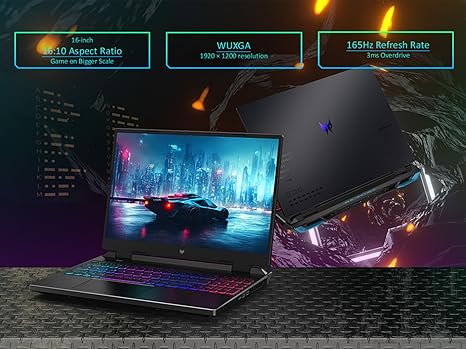 16-inch
16:10 Aspect Ratio
Game on Bigger Scale
WUXGA
1920 × 1200 resolution
165Hz Refresh Rate
3ms Overdrive